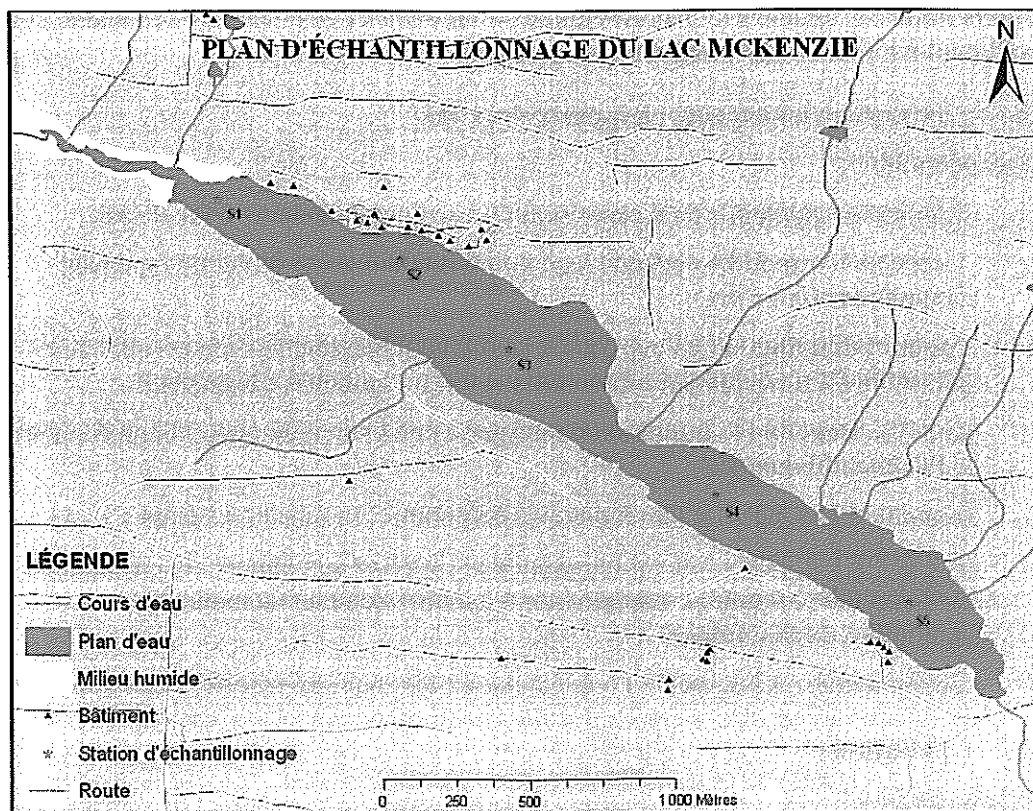 PLAN D'ÉCHANTILLONNAGE DU LAC MCKENZIE
N
S1
S2
S3
S4
S5
LÉGENDE
Cours d'eau
Plan d'eau
Milieu humide
Bâtiment
Station d'échantillonnage
Route
0 250 500 1 000 Mètres